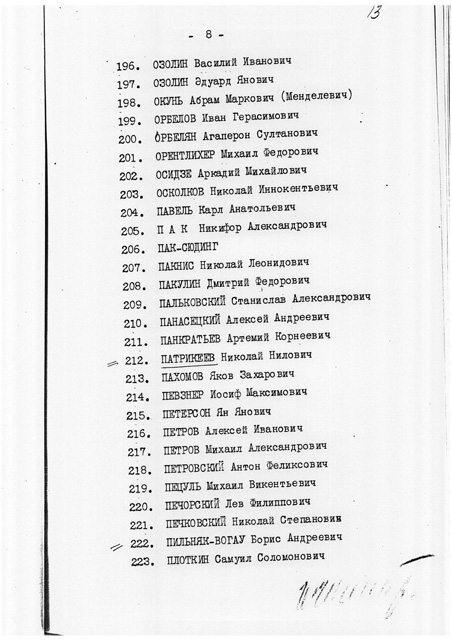 13
- 8 -
196. ОЗОЛИН Василий Иванович
197. ОЗОЛИН Эдуард Янович
198. ОКУНЬ Абрам Маркович (Менделевич)
199. ОРБЕЛОВ Иван Герасимович
200. ОРБЕЛЯН Агаперон Султанович
201. ОРЕНТЛИХЕР Михаил Федорович
202. ОСИДЗЕ Аркадий Михайлович
203. ОСКОЛКОВ Николай Иннокентьевич
204. ПАВЕЛЬ Карл Анатольевич
205. П А К Никифор Александрович
206. ПАК-СЮДИНГ
207. ПАКНИС Николай Леонидович
208. ПАКУЛИН Дмитрий Федорович
209. ПАЛЬКОВСКИЙ Станислав Александрович
210. ПАНАСЕЦКИЙ Алексей Андреевич
211. ПАНКРАТЬЕВ Артемий Корнеевич
212. ПАТРИКЕЕВ Николай Нилович
213. ПАХОМОВ Яков Захарович
214. ПЕВЗНЕР Иосиф Максимович
215. ПЕТЕРСОН Ян Янович
216. ПЕТРОВ Алексей Иванович
217. ПЕТРОВ Михаил Александрович
218. ПЕТРОВСКИЙ Антон Феликсович
219. ПЕЦУЛЬ Михаил Викентьевич
220. ПЕЧОРСКИЙ Лев Филиппович
221. ПЕЧКОВСКИЙ Николай Степанович
222. ПИЛЬНЯК-ВОГАУ Борис Андреевич
223. ПЛОТКИН Самуил Соломонович